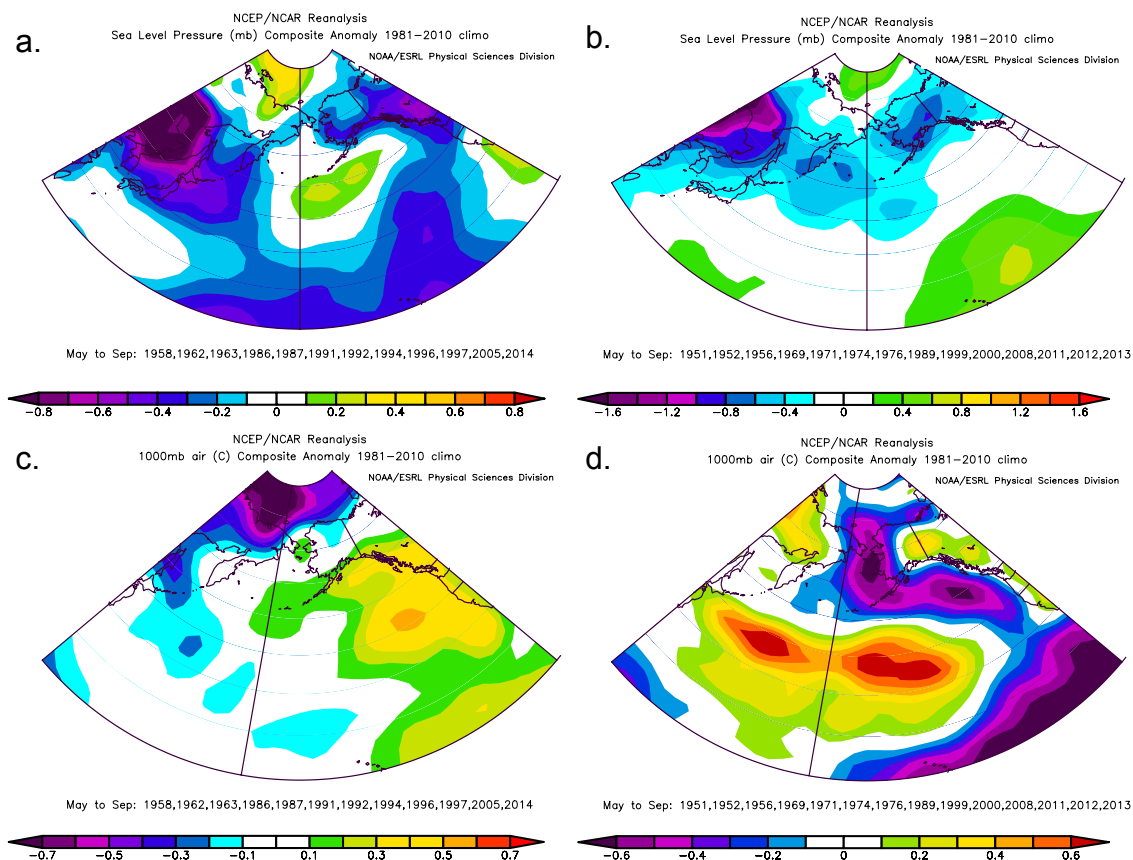 a.
NCEP/NCAR Reanalysis
Sea Level Pressure (mb) Composite Anomaly 1981-2010 climo
NOAA/ESRL Physical Sciences Division
May to Sep: 1958,1962,1963,1986,1987,1991,1992,1994,1996,1997,2005,2014
-0.8 -0.6 -0.4 -0.2 0 0.2 0.4 0.6 0.8
b.
NCEP/NCAR Reanalysis
Sea Level Pressure (mb) Composite Anomaly 1981-2010 climo
NOAA/ESRL Physical Sciences Division
May to Sep: 1951,1952,1956,1969,1971,1974,1976,1989,1999,2000,2008,2011,2012,2013
-1.6 -1.2 -0.8 -0.4 0 0.4 0.8 1.2 1.6
c.
NCEP/NCAR Reanalysis
1000mb air (C) Composite Anomaly 1981-2010 climo
NOAA/ESRL Physical Sciences Division
May to Sep: 1958,1962,1963,1986,1987,1991,1992,1994,1996,1997,2005,2014
-0.7 -0.5 -0.3 -0.1 0.1 0.3 0.5 0.7
d.
NCEP/NCAR Reanalysis
1000mb air (C) Composite Anomaly 1981-2010 climo
NOAA/ESRL Physical Sciences Division
May to Sep: 1951,1952,1956,1969,1971,1974,1976,1989,1999,2000,2008,2011,2012,2013
-0.6 -0.4 -0.2 0 0.2 0.4 0.6